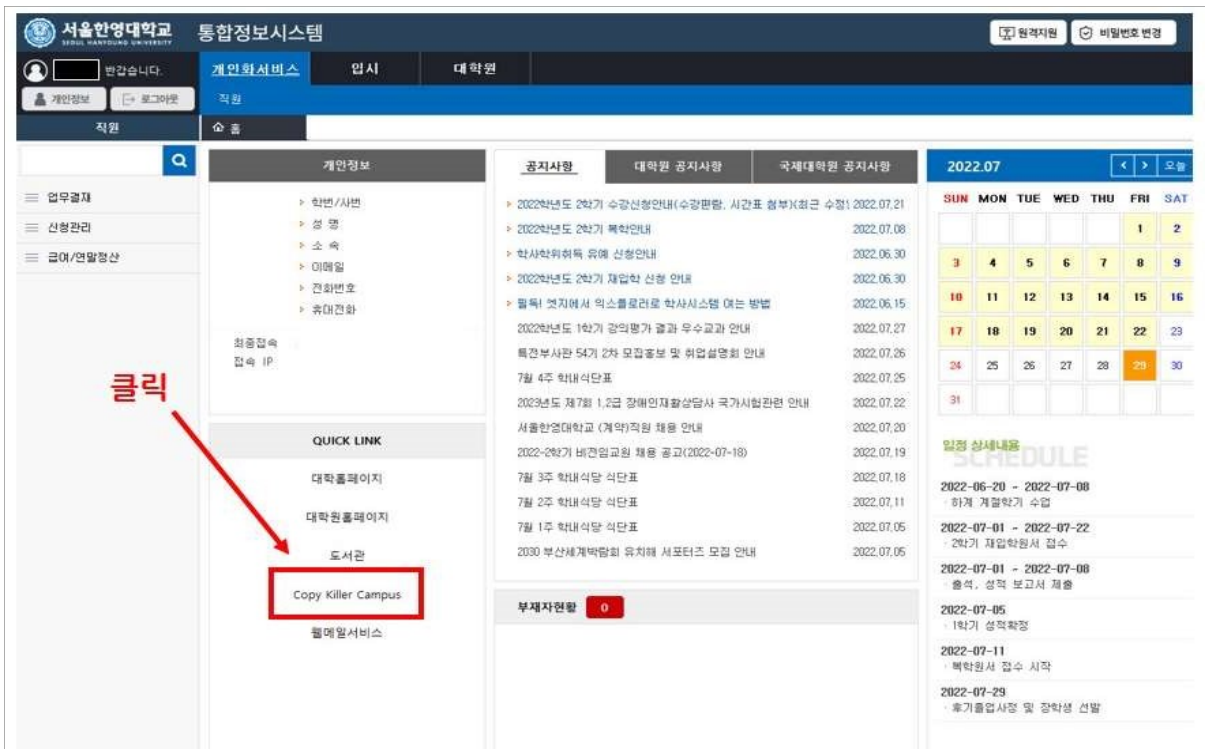 서울한영대학교
SEOUL HANYOUNG UNIVERSITY
통합정보시스템
원격지원
비밀번호 변경
반갑습니다.
개인정보
로그아웃
개인화서비스
입시
대학원
직원
직원
홈
업무결재
신청관리
급여/연말정산
개인정보
학번/사번
성 명
소 속
이메일
전화번호
휴대전화
최종접속
접속 IP
클릭
QUICK LINK
대학홈페이지
대학원홈페이지
도서관
Copy Killer Campus
웹메일서비스
공지사항
대학원 공지사항
국제대학원 공지사항
2022학년도 2학기 수강신청안내(수강편람, 시간표 첨부)(최근 수정) 2022.07.21
2022학년도 2학기 복학안내 2022.07.08
학사학위취득 유예 신청안내 2022.06.30
2022학년도 2학기 재입학 신청 안내 2022.06.30
필독! 엣지에서 익스플로러로 학사시스템 여는 방법 2022.06.15
2022학년도 1학기 강의평가 결과 우수교과 안내 2022.07.27
특전부사관 54기 2차 모집홍보 및 취업설명회 안내 2022.07.26
7월 4주 학내식단표 2022.07.25
2023년도 제7회 1,2급 장애인재활상담사 국가시험관련 안내 2022.07.22
서울한영대학교 (계약)직원 채용 안내 2022.07.20
2022-2학기 비전임교원 채용 공고(2022-07-18) 2022.07.19
7월 3주 학내식당 식단표 2022.07.18
7월 2주 학내식당 식단표 2022.07.11
7월 1주 학내식당 식단표 2022.07.05
2030 부산세계박람회 유치해 서포터즈 모집 안내 2022.07.05
부재자현황 0
2022.07
오늘
SUN MON TUE WED THU FRI SAT
1 2
3 4 5 6 7 8 9
10 11 12 13 14 15 16
17 18 19 20 21 22 23
24 25 26 27 28 29 30
31
일정 상세내용
SCHEDULE
2022-06-20 - 2022-07-08
· 하계 계절학기 수업
2022-07-01 - 2022-07-22
· 2학기 재입학원서 접수
2022-07-01 - 2022-07-08
· 출석, 성적 보고서 제출
2022-07-05
· 1학기 성적확정
2022-07-11
· 복학원서 접수 시작
2022-07-29
· 후기졸업사정 및 장학생 선발